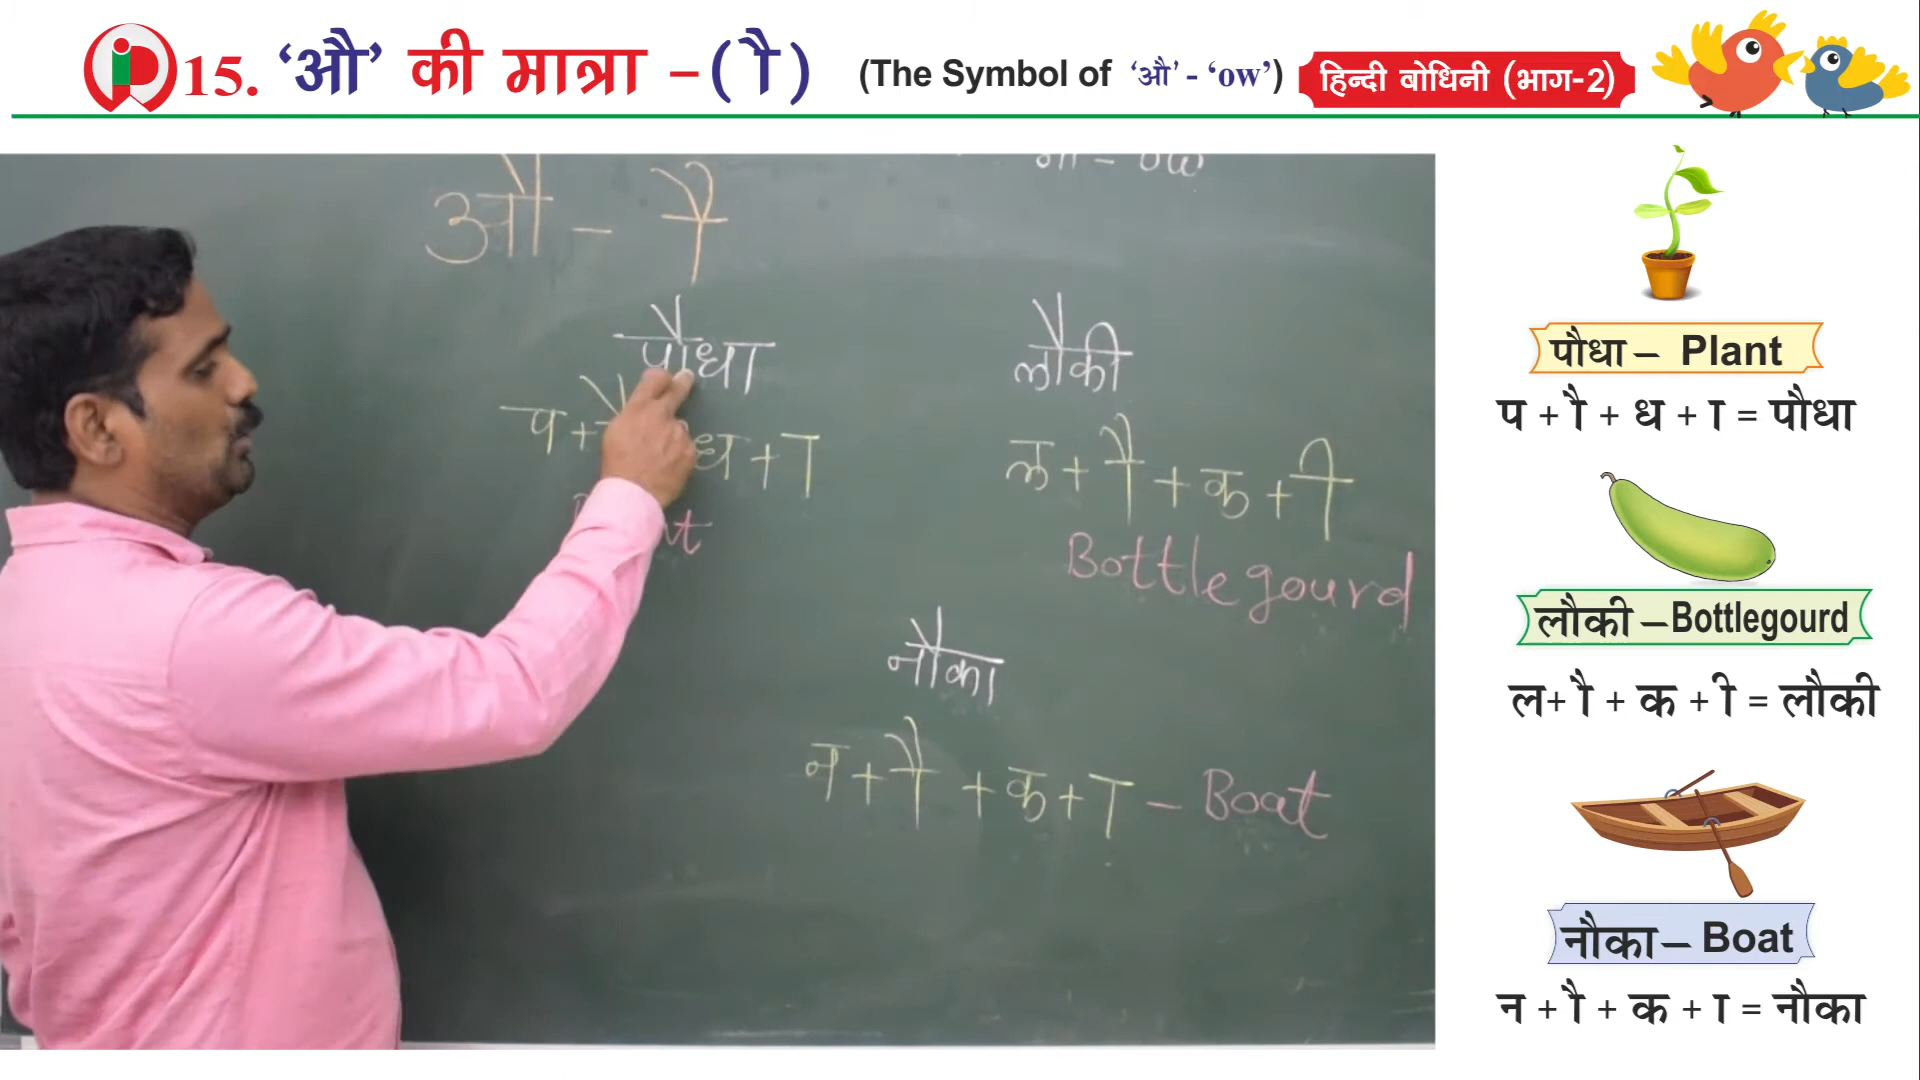 15. ‘औ’ की मात्रा – (ौ) (The Symbol of ‘औ’ - ‘ow’) हिन्दी बोधिनी (भाग-2)
औ - ौ
पौधा
प + ध + ा
लौकी
ल + ौ + क + ी
Bottlegourd
नौका
न + ौ + क + ा - Boat
पौधा – Plant
प + ौ + ध + ा = पौधा
लौकी – Bottlegourd
ल+ ौ + क + ी = लौकी
नौका – Boat
न + ौ + क + ा = नौका